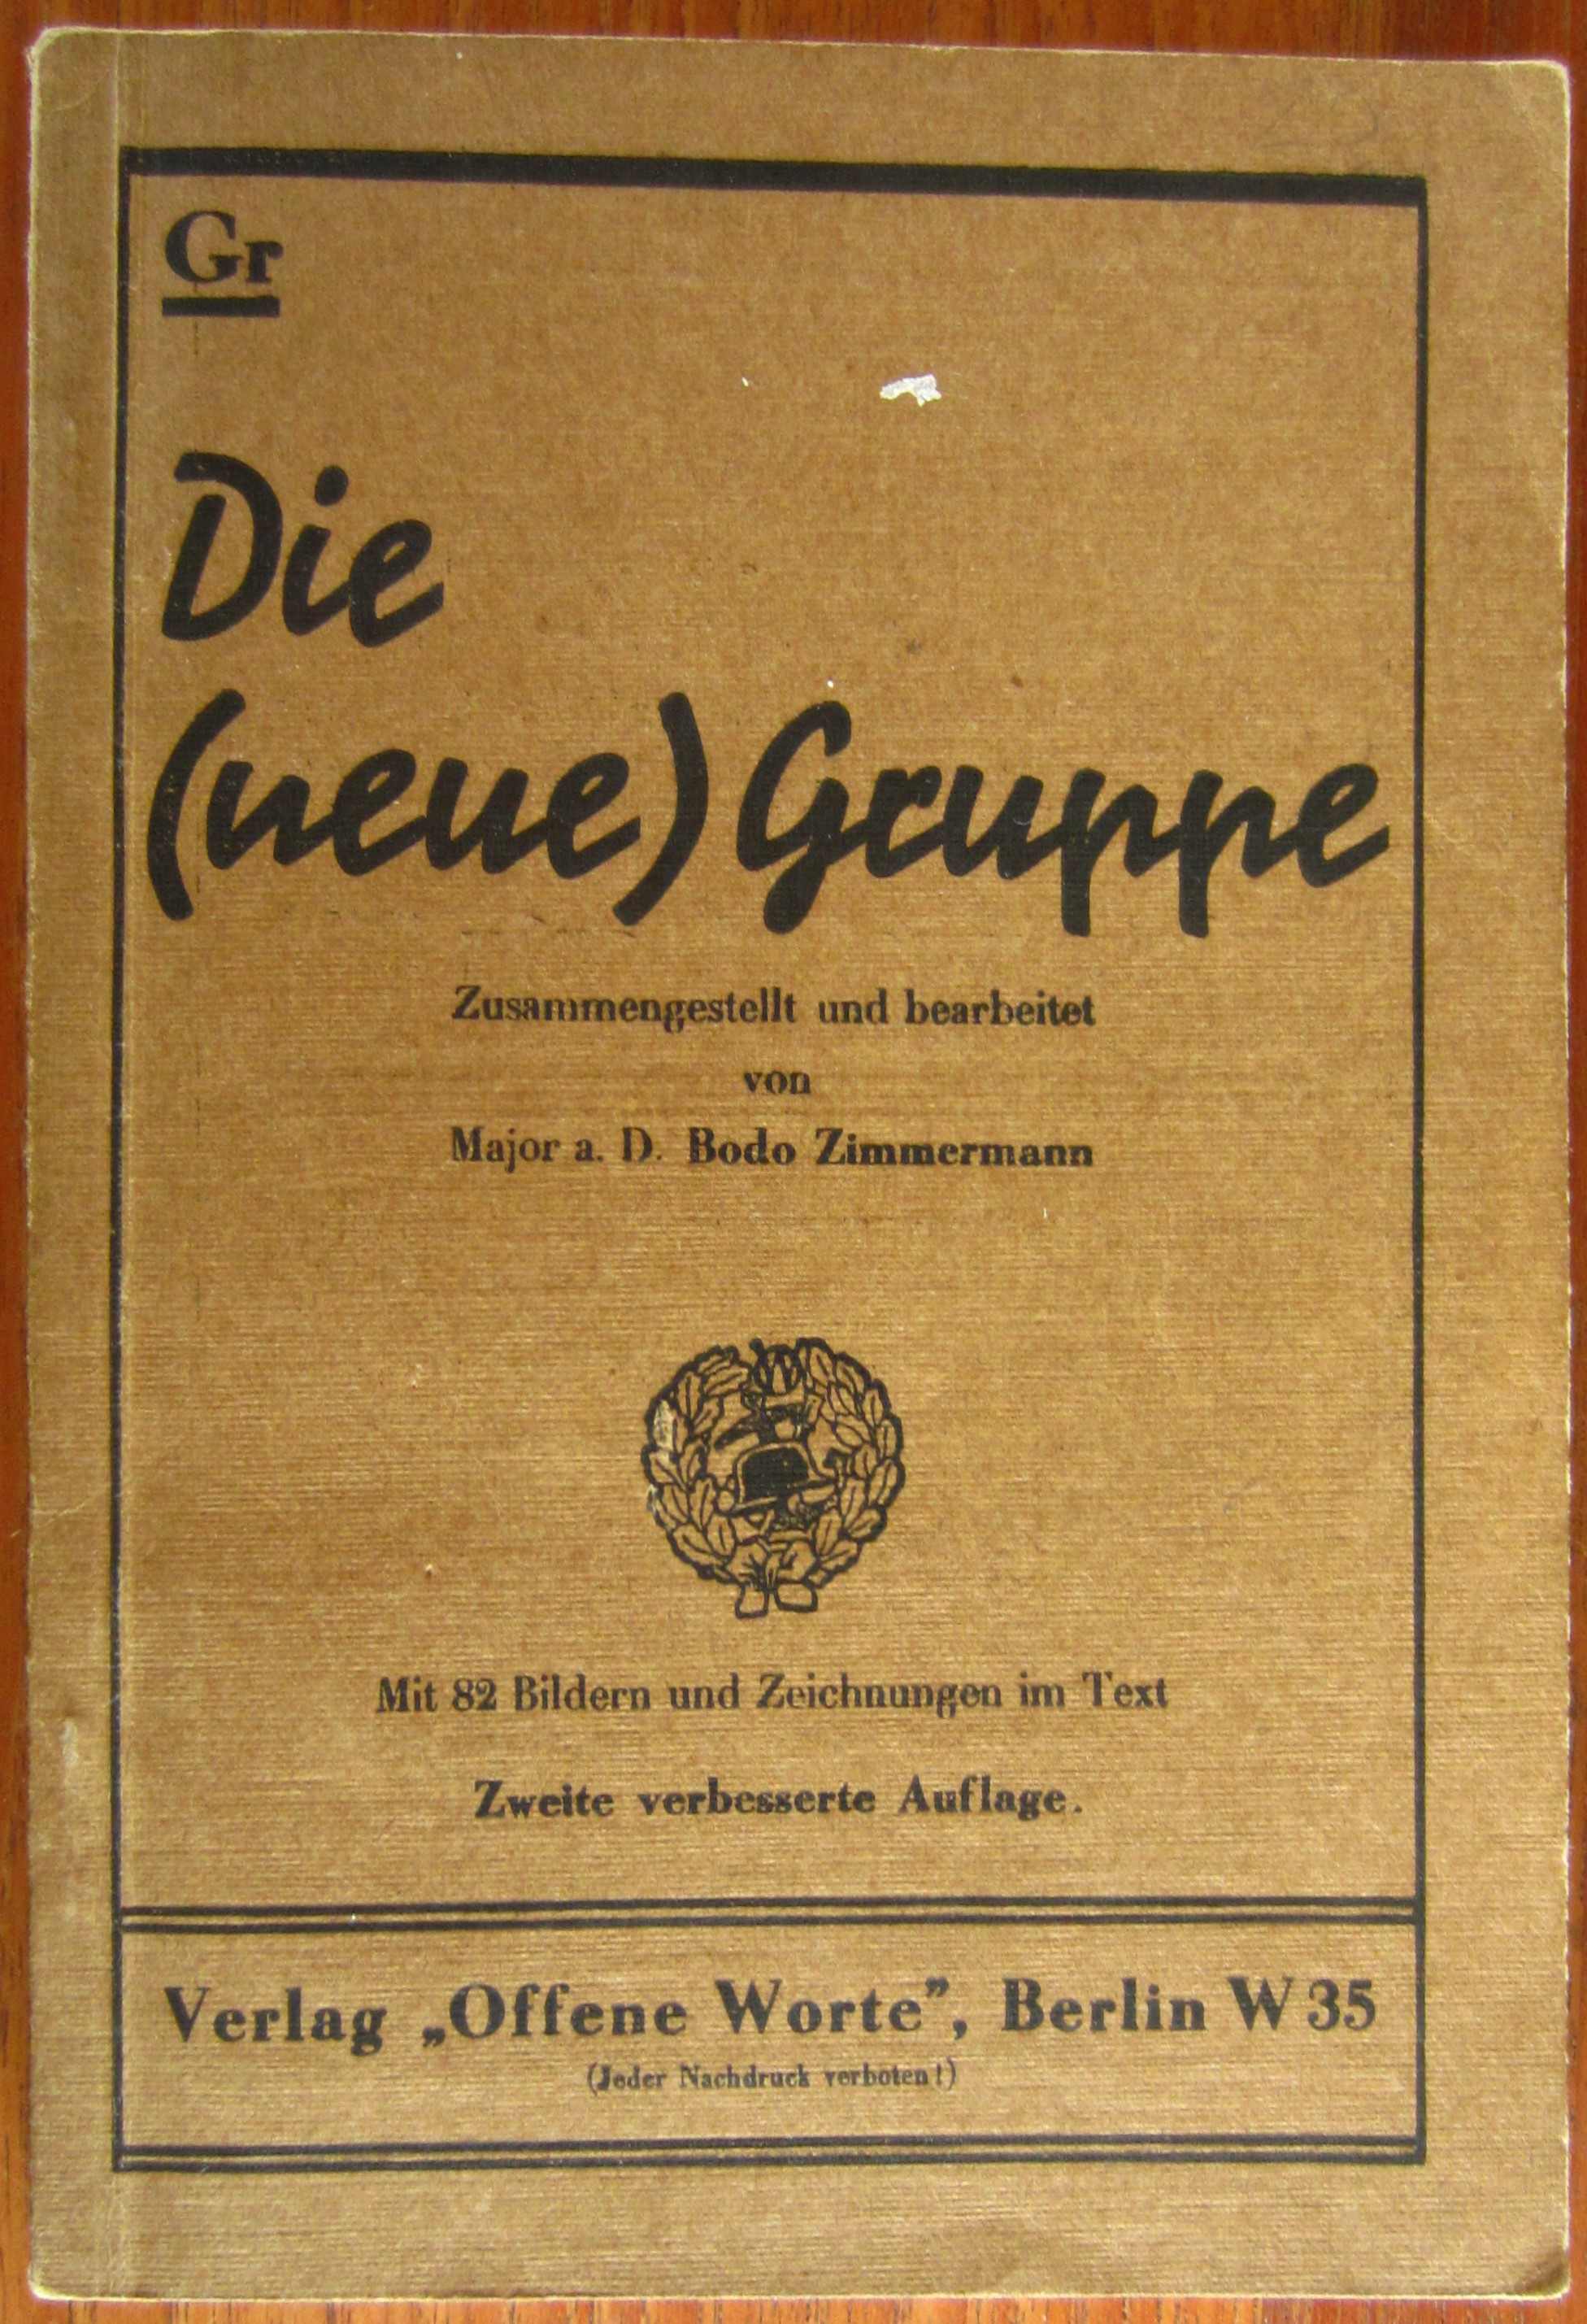 Gr
Die
(neue) Gruppe
Zusammengestellt und bearbeitet
von
Major a. D. Bodo Zimmermann
Mit 82 Bildern und Zeichnungen im Text
Zweite verbesserte Auflage.
Verlag „Offene Worte”, Berlin W 35
(Jeder Nachdruck verboten!)